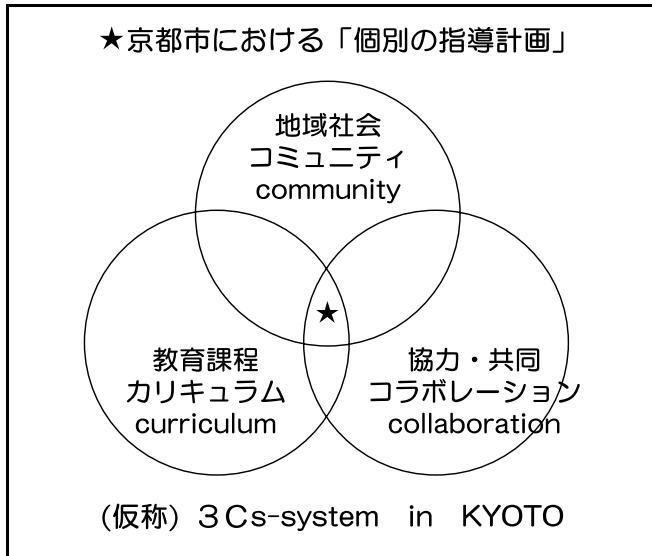 ★京都市における「個別の指導計画」
地域社会
コミュニティ
community
★
教育課程
カリキュラム
curriculum
協力・共同
コラボレーション
collaboration
(仮称) 3Cs-system in KYOTO